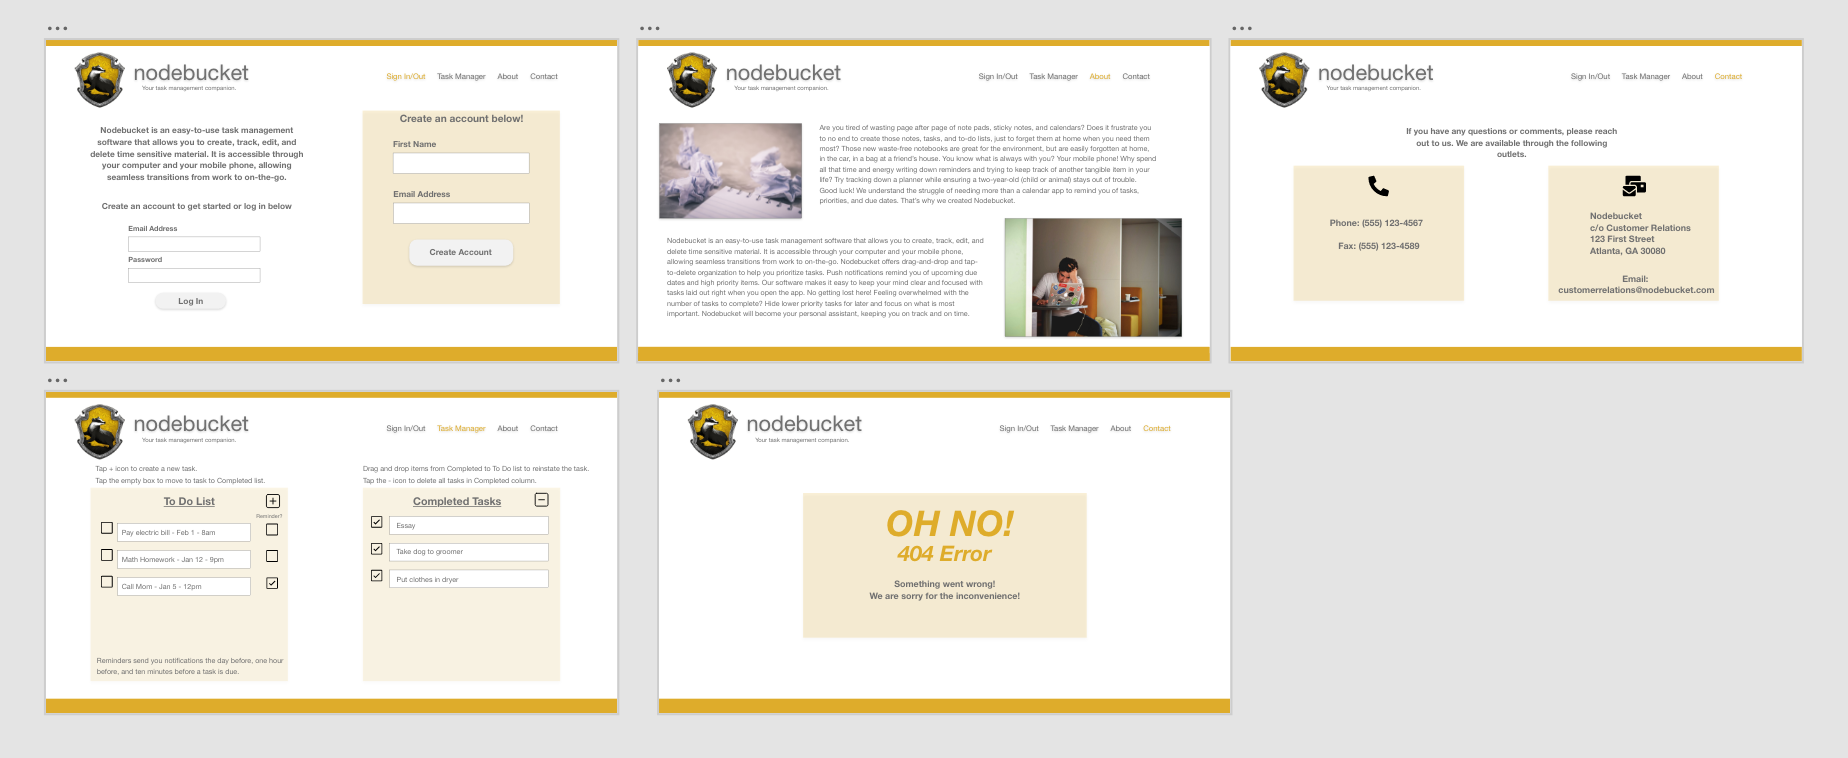 nodebucket
Your task management companion.
Sign In/Out Task Manager About Contact
Nodebucket is an easy-to-use task management
software that allows you to create, track, edit, and
delete time sensitive material. It is accessible through
your computer and your mobile phone, allowing
seamless transitions from work to on-the-go.
Create an account to get started or log in below
Email Address
Password
Log In
Create an account below!
First Name
Email Address
Create Account
nodebucket
Your task management companion.
Sign In/Out Task Manager About Contact
Are you tired of wasting page after page of note pads, sticky notes, and calendars? Does it frustrate you
to no end to create those notes, tasks, and to-do lists, just to forget them at home when you need them
most? Those new waste-free notebooks are great for the environment, but are easily forgotten at home,
in the car, in a bag at a friend's house. You know what is always with you? Your mobile phone! Why spend
all that time and energy writing down reminders and trying to keep track of another tangible item in your
life? Try tracking down a planner while ensuring a two-year-old (child or animal) stays out of trouble.
Good luck! We understand the struggle of needing more than a calendar app to remind you of tasks,
priorities, and due dates. That's why we created Nodebucket.
Nodebucket is an easy-to-use task management software that allows you to create, track, edit, and
delete time sensitive material. It is accessible through your computer and your mobile phone,
allowing seamless transitions from work to on-the-go. Nodebucket offers drag-and-drop and tap-
to-delete organization to help you prioritize tasks. Push notifications remind you of upcoming due
dates and high priority items. Our software makes it easy to keep your mind clear and focused with
tasks laid out right when you open the app. No getting lost here! Feeling overwhelmed with the
number of tasks to complete? Hide lower priority tasks for later and focus on what is most
important. Nodebucket will become your personal assistant, keeping you on track and on time.
nodebucket
Your task management companion.
Sign In/Out Task Manager About Contact
If you have any questions or comments, please reach
out to us. We are available through the following
outlets.
Phone: (555) 123-4567
Fax: (555) 123-4589
Nodebucket
c/o Customer Relations
123 First Street
Atlanta, GA 30080
Email:
customerrelations@nodebucket.com
nodebucket
Your task management companion.
Sign In/Out Task Manager About Contact
Tap + icon to create a new task.
Tap the empty box to move to task to Completed list.
To Do List
Reminder?
Pay electric bill - Feb 1 - 8am
Math Homework - Jan 12 - 9pm
Call Mom - Jan 5 - 12pm
Reminders send you notifications the day before, one hour
before, and ten minutes before a task is due.
Drag and drop items from Completed to To Do list to reinstate the task.
Tap the - icon to delete all tasks in Completed column.
Completed Tasks
Essay
Take dog to groomer
Put clothes in dryer
nodebucket
Your task management companion.
Sign In/Out Task Manager About Contact
OH NO!
404 Error
Something went wrong!
We are sorry for the inconvenience!